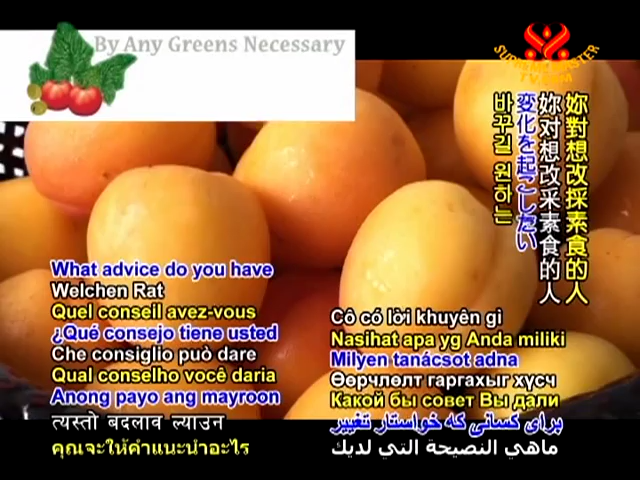 By Any Greens Necessary
SUPREME MASTER
TV.COM
妳對想改採素食的人
妳对想改采素食的人
変化を起こしたい
바꾸길 원하는
What advice do you have
Welchen Rat
Quel conseil avez-vous
¿Qué consejo tiene usted
Che consiglio può dare
Qual conselho você daria
Anong payo ang mayroon
त्यस्तो बदलाव ल्याउन
คุณจะให้คำแนะนำอะไร
Cô có lời khuyên gì
Nasihat apa yg Anda miliki
Milyen tanácsot adna
Өөрчлөлт гаргахыг хүсч
Какой бы совет Вы дали
برای کسانی که خواستار تغییر
ماهي النصيحة التي لديك